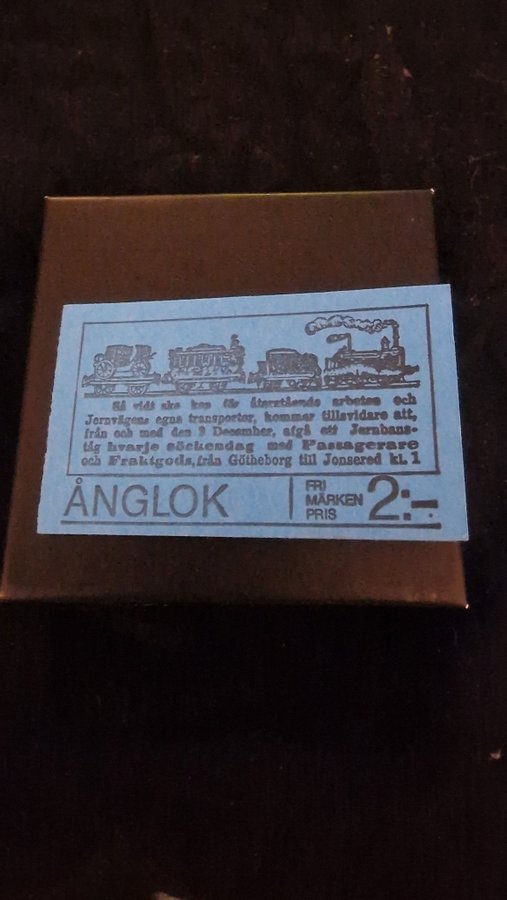 Så vidt ske kan för återstående arbeten och
Jernvägens egna transporter, kommer tillsvidare att,
från och med den 9 December, afgå ett Jernbans-
tåg hvarje söckendag med Passagerare
och Fraktgods, från Götheborg till Jonsered kl. 1
ÅNGLOK
FRI
MÄRKEN
PRIS
2:-